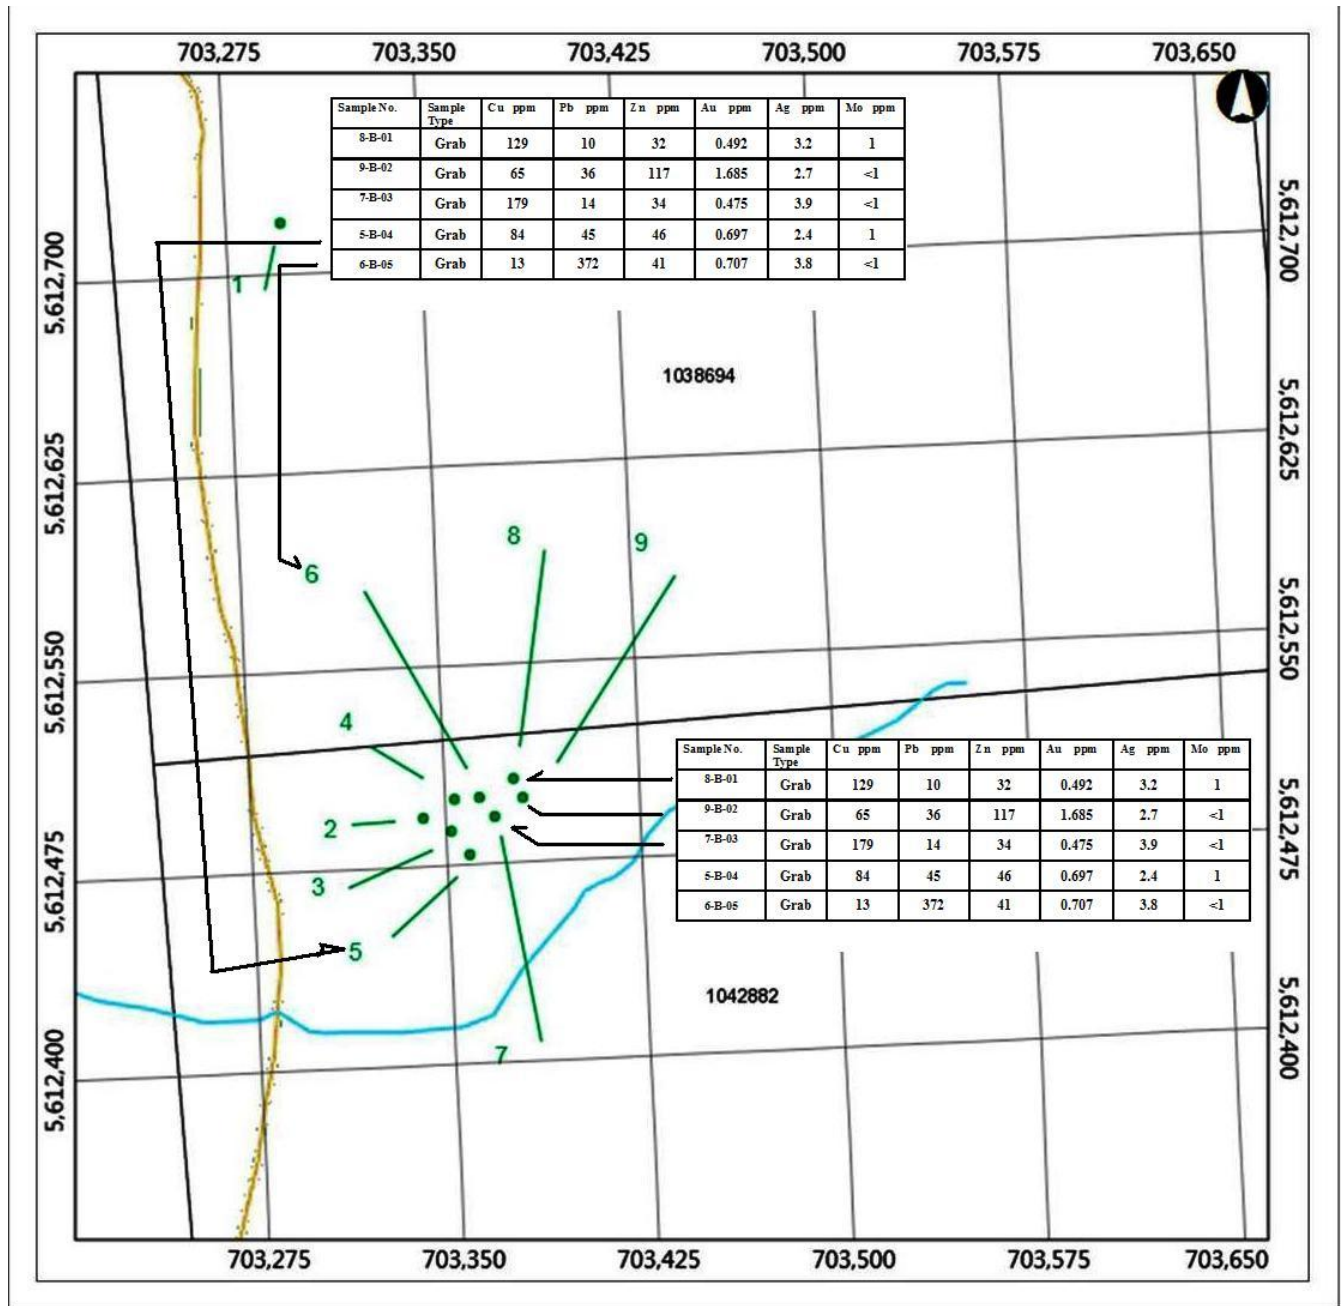 703,275 703,350 703,425 703,500 703,575 703,650
Sample No. Sample Type Cu ppm Pb ppm Zn ppm Au ppm Ag ppm Mo ppm
8-B-01 Grab 129 10 32 0.492 3.2 1
9-B-02 Grab 65 36 117 1.685 2.7 <1
7-B-03 Grab 179 14 34 0.475 3.9 <1
5-B-04 Grab 84 45 46 0.697 2.4 1
6-B-05 Grab 13 372 41 0.707 3.8 <1
5,612,700
5,612,700
1
1038694
5,612,625
5,612,625
8
9
6
5,612,550
5,612,550
4
Sample No. Sample Type Cu ppm Pb ppm Zn ppm Au ppm Ag ppm Mo ppm
8-B-01 Grab 129 10 32 0.492 3.2 1
9-B-02 Grab 65 36 117 1.685 2.7 <1
7-B-03 Grab 179 14 34 0.475 3.9 <1
5-B-04 Grab 84 45 46 0.697 2.4 1
6-B-05 Grab 13 372 41 0.707 3.8 <1
2
5,612,475
5,612,475
3
5
1042882
7
5,612,400
5,612,400
703,275 703,350 703,425 703,500 703,575 703,650